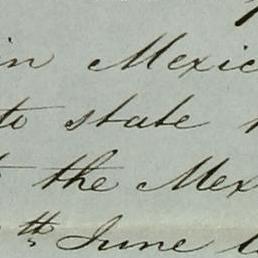 in Mexic
to state
the Mex
th June